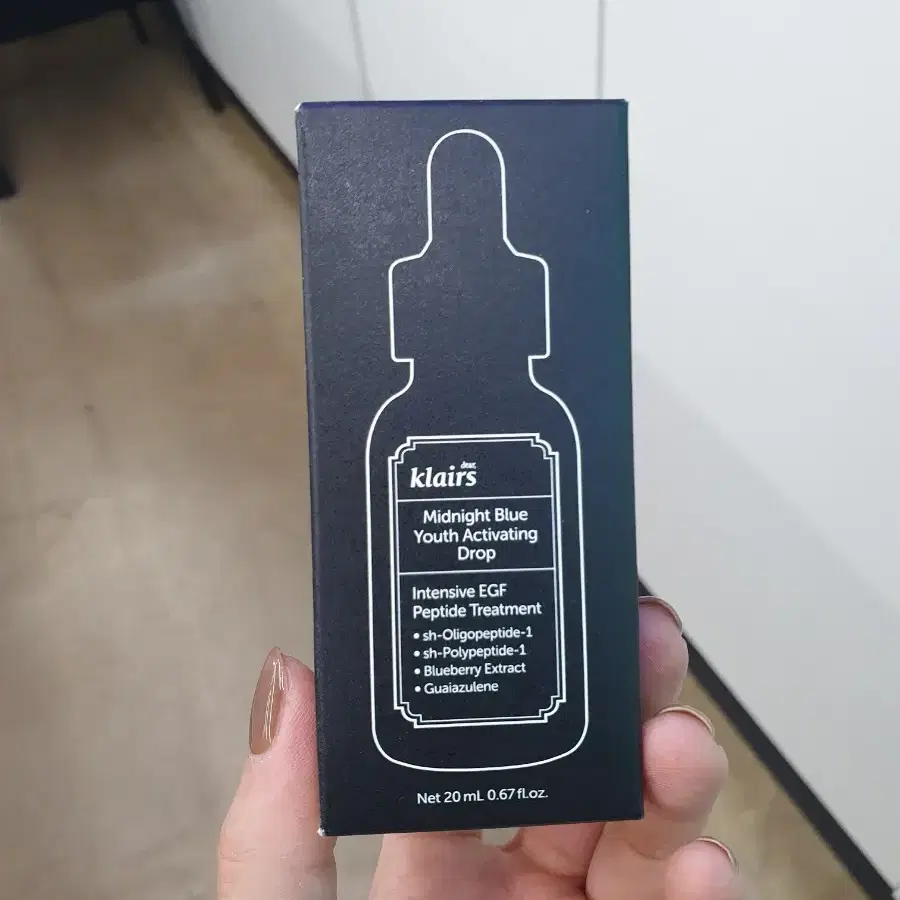 dear,
klairs
Midnight Blue
Youth Activating
Drop
Intensive EGF
Peptide Treatment
• sh-Oligopeptide-1
• sh-Polypeptide-1
• Blueberry Extract
• Guaiazulene
Net 20 mL 0.67 fl.oz.